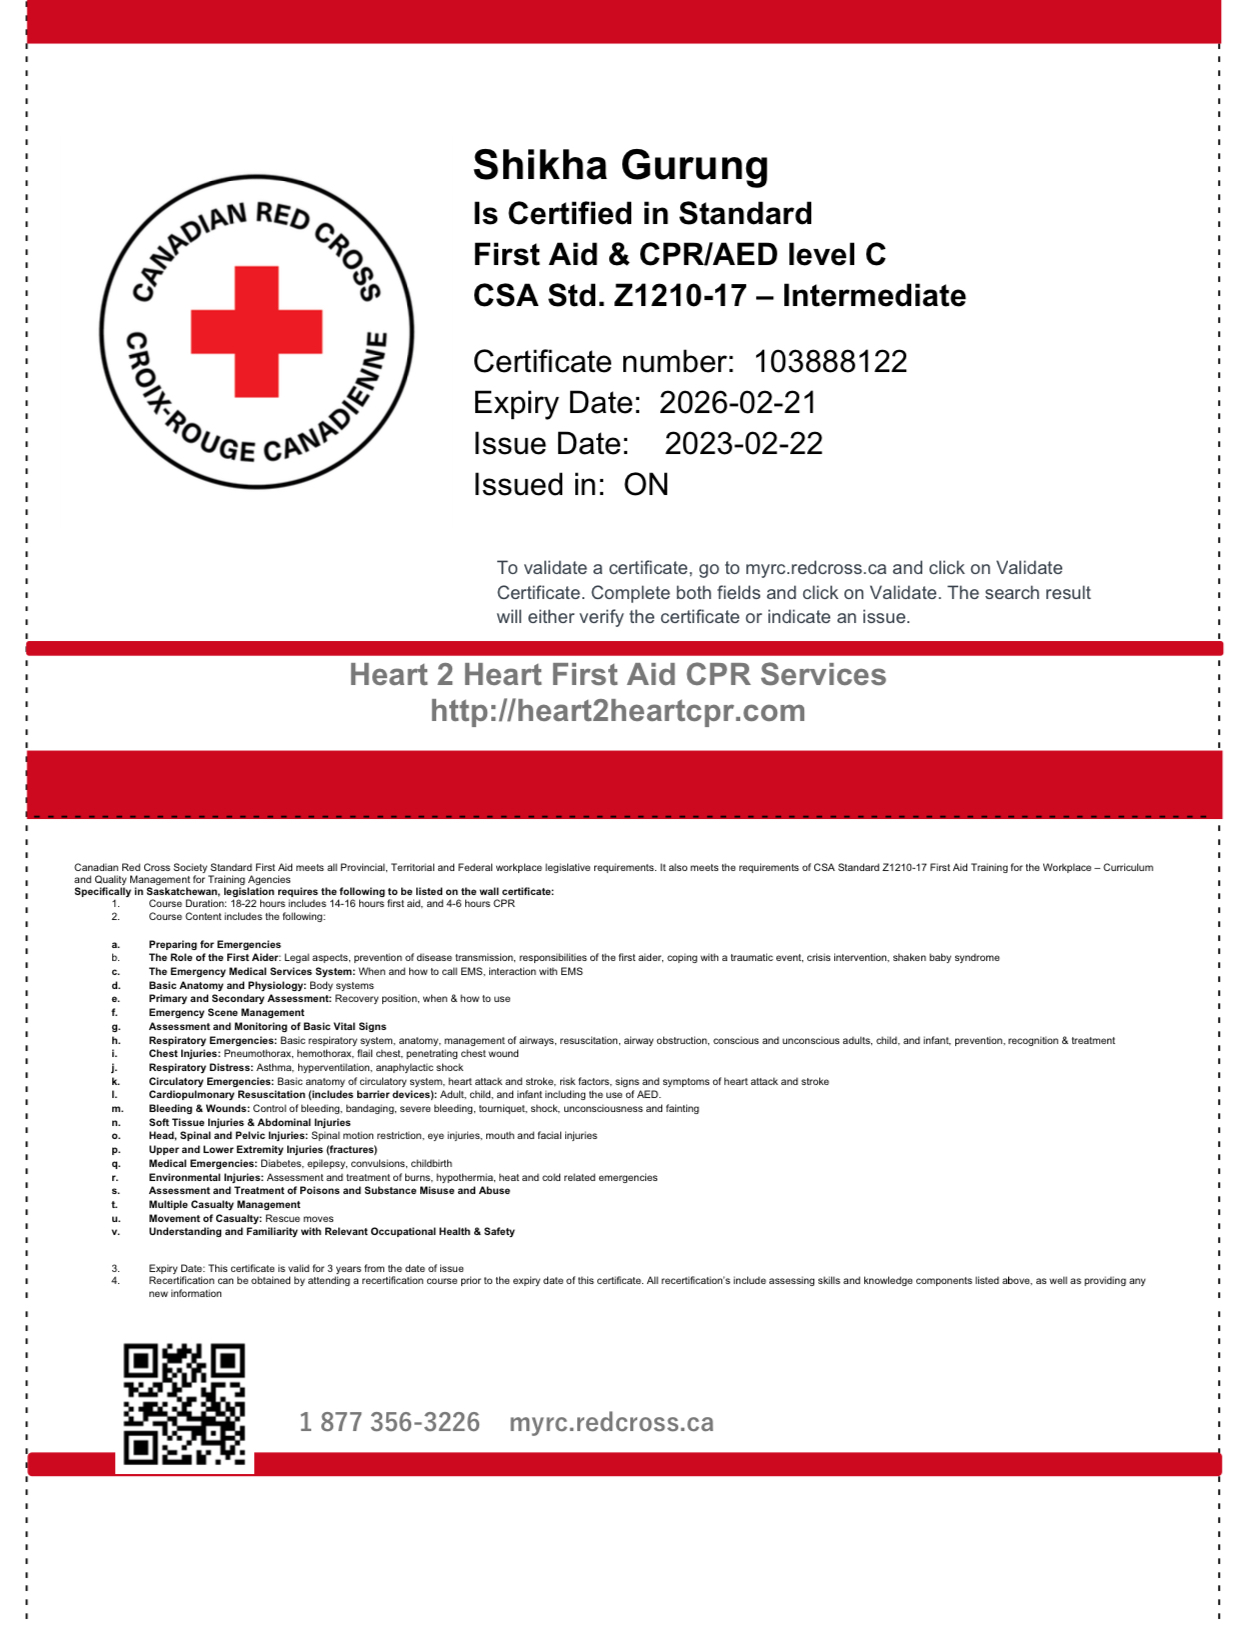 CANADIAN RED CROSS
CROIX-ROUGE CANADIENNE
Shikha Gurung
Is Certified in Standard
First Aid & CPR/AED level C
CSA Std. Z1210-17 – Intermediate
Certificate number: 103888122
Expiry Date: 2026-02-21
Issue Date: 2023-02-22
Issued in: ON
To validate a certificate, go to myrc.redcross.ca and click on Validate
Certificate. Complete both fields and click on Validate. The search result
will either verify the certificate or indicate an issue.
Heart 2 Heart First Aid CPR Services
http://heart2heartcpr.com
Canadian Red Cross Society Standard First Aid meets all Provincial, Territorial and Federal workplace legislative requirements. It also meets the requirements of CSA Standard Z1210-17 First Aid Training for the Workplace – Curriculum
and Quality Management for Training Agencies
Specifically in Saskatchewan, legislation requires the following to be listed on the wall certificate:
1. Course Duration: 18-22 hours includes 14-16 hours first aid, and 4-6 hours CPR
2. Course Content includes the following:
a. Preparing for Emergencies
b. The Role of the First Aider: Legal aspects, prevention of disease transmission, responsibilities of the first aider, coping with a traumatic event, crisis intervention, shaken baby syndrome
c. The Emergency Medical Services System: When and how to call EMS, interaction with EMS
d. Basic Anatomy and Physiology: Body systems
e. Primary and Secondary Assessment: Recovery position, when & how to use
f. Emergency Scene Management
g. Assessment and Monitoring of Basic Vital Signs
h. Respiratory Emergencies: Basic respiratory system, anatomy, management of airways, resuscitation, airway obstruction, conscious and unconscious adults, child, and infant, prevention, recognition & treatment
i. Chest Injuries: Pneumothorax, hemothorax, flail chest, penetrating chest wound
j. Respiratory Distress: Asthma, hyperventilation, anaphylactic shock
k. Circulatory Emergencies: Basic anatomy of circulatory system, heart attack and stroke, risk factors, signs and symptoms of heart attack and stroke
l. Cardiopulmonary Resuscitation (includes barrier devices): Adult, child, and infant including the use of AED.
m. Bleeding & Wounds: Control of bleeding, bandaging, severe bleeding, tourniquet, shock, unconsciousness and fainting
n. Soft Tissue Injuries & Abdominal Injuries
o. Head, Spinal and Pelvic Injuries: Spinal motion restriction, eye injuries, mouth and facial injuries
p. Upper and Lower Extremity Injuries (fractures)
q. Medical Emergencies: Diabetes, epilepsy, convulsions, childbirth
r. Environmental Injuries: Assessment and treatment of burns, hypothermia, heat and cold related emergencies
s. Assessment and Treatment of Poisons and Substance Misuse and Abuse
t. Multiple Casualty Management
u. Movement of Casualty: Rescue moves
v. Understanding and Familiarity with Relevant Occupational Health & Safety
3. Expiry Date: This certificate is valid for 3 years from the date of issue
4. Recertification can be obtained by attending a recertification course prior to the expiry date of this certificate. All recertification's include assessing skills and knowledge components listed above, as well as providing any
new information
1 877 356-3226 myrc.redcross.ca